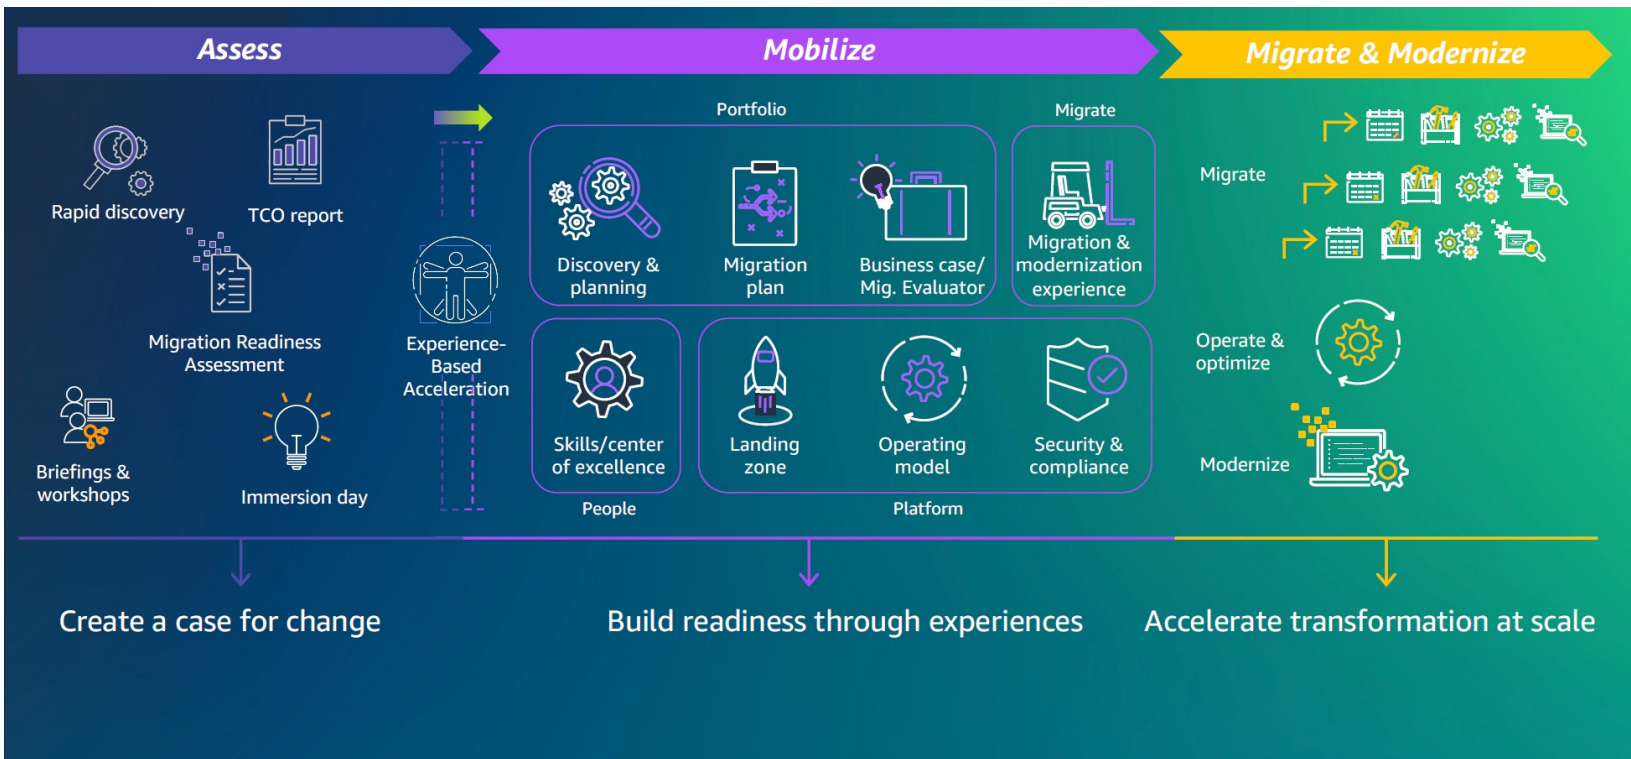 Assess
Mobilize
Migrate & Modernize
Rapid discovery
TCO report
Migration Readiness
Assessment
Briefings &
workshops
Immersion day
Experience-
Based
Acceleration
Portfolio
Discovery &
planning
Migration
plan
Business case/
Mig. Evaluator
Migrate
Migration &
modernization
experience
Skills/center
of excellence
People
Landing
zone
Operating
model
Security &
compliance
Platform
Migrate
Operate &
optimize
Modernize
Create a case for change
Build readiness through experiences
Accelerate transformation at scale